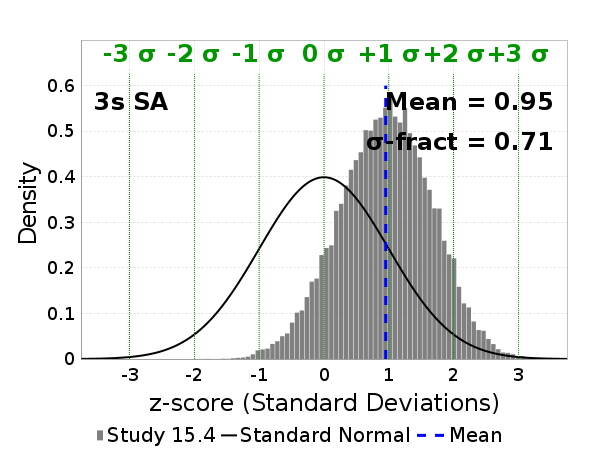 -3 σ -2 σ -1 σ 0 σ +1 σ +2 σ +3 σ
3s SA
Mean = 0.95
σ-fract = 0.71
Density
0.6
0.5
0.4
0.3
0.2
0.1
0
-3 -2 -1 0 1 2 3
z-score (Standard Deviations)
Study 15.4 Standard Normal Mean